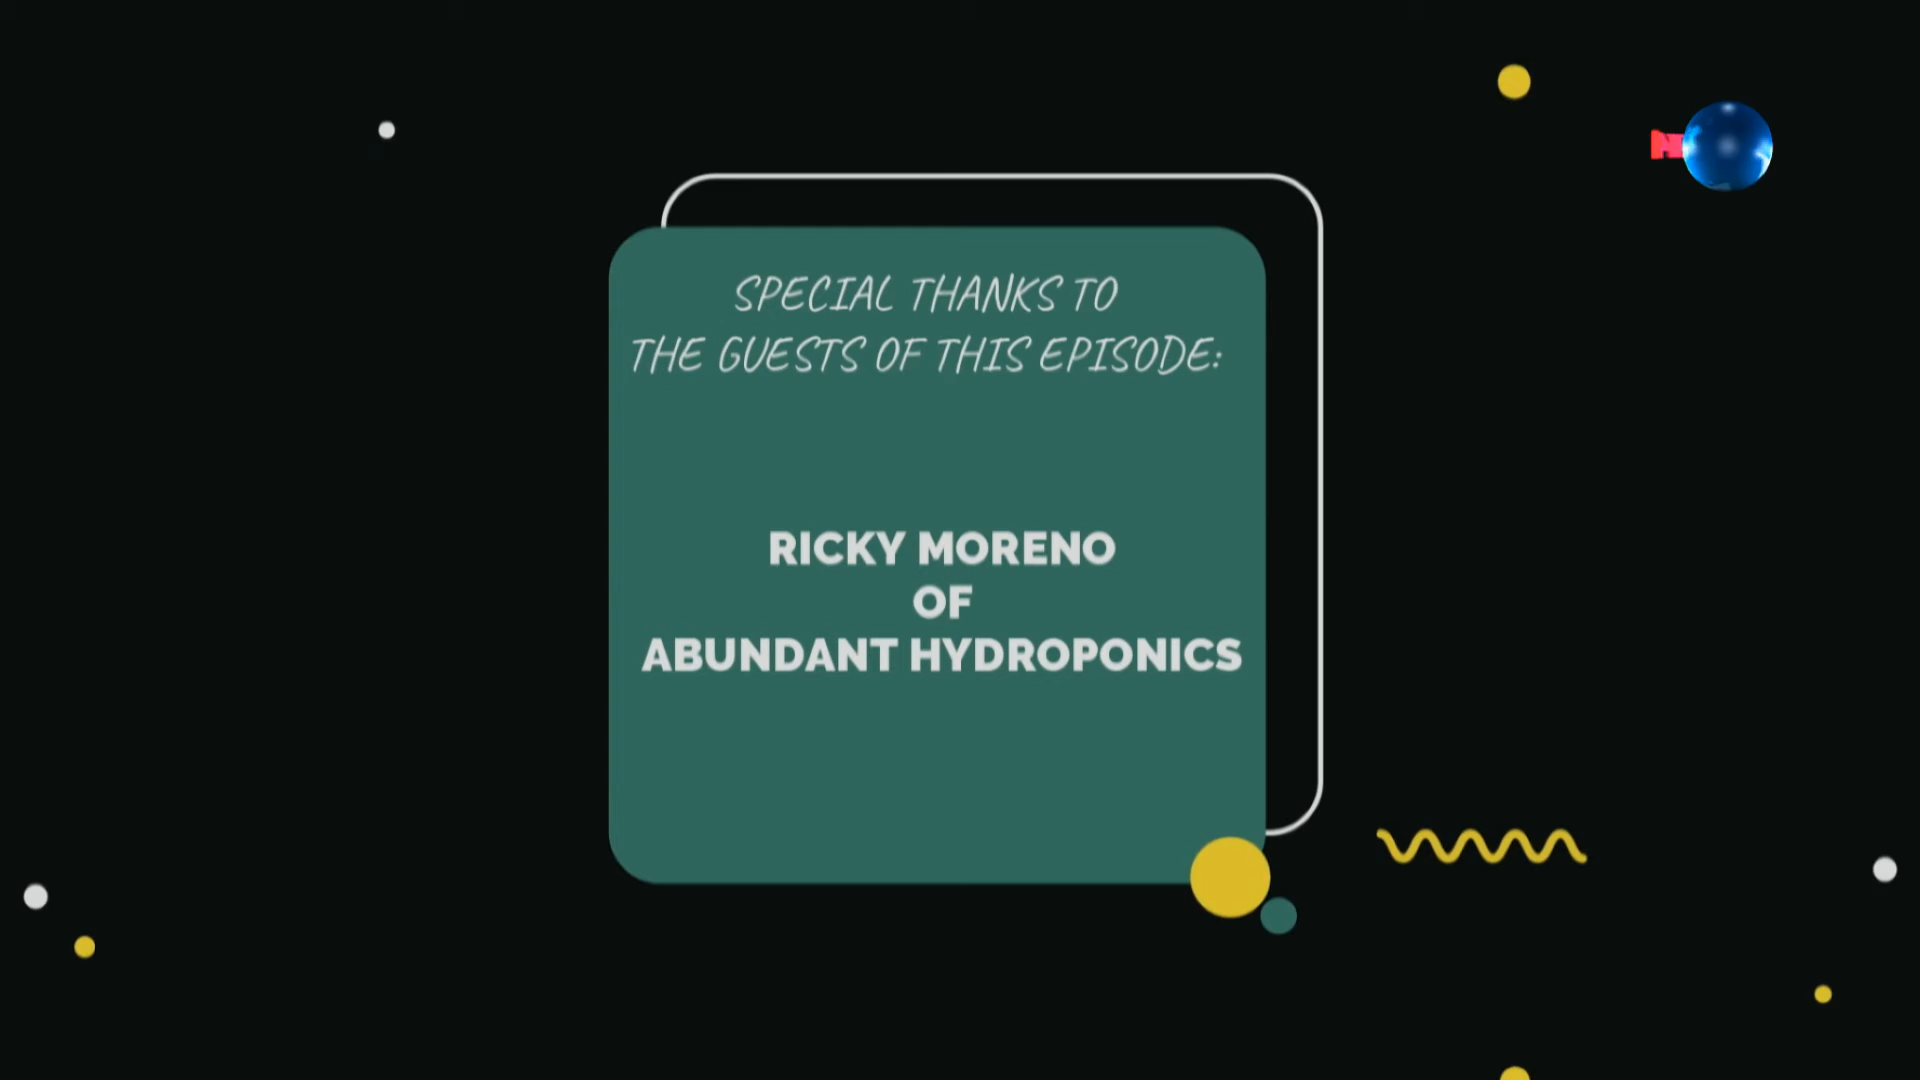 SPECIAL THANKS TO
THE GUESTS OF THIS EPISODE:
RICKY MORENO
OF
ABUNDANT HYDROPONICS